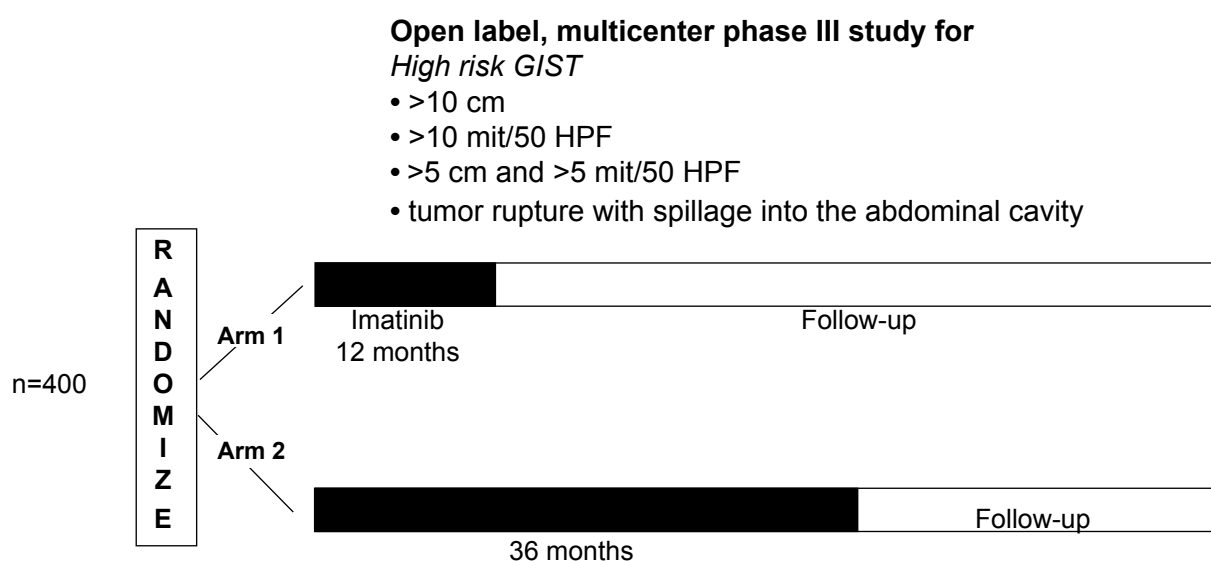 Open label, multicenter phase III study for
High risk GIST
• >10 cm
• >10 mit/50 HPF
• >5 cm and >5 mit/50 HPF
• tumor rupture with spillage into the abdominal cavity
n=400
R
A
N
D
O
M
I
Z
E
Arm 1
Imatinib
12 months
Follow-up
Arm 2
36 months
Follow-up